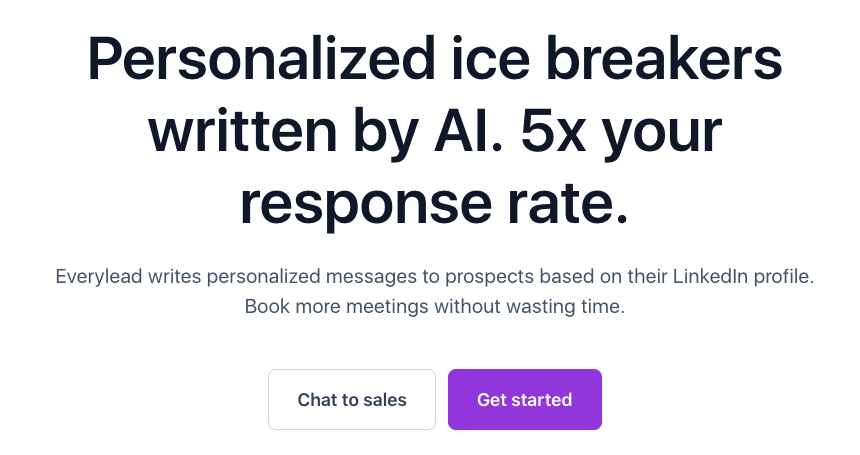 Personalized ice breakers
written by AI. 5x your
response rate.
Everylead writes personalized messages to prospects based on their LinkedIn profile.
Book more meetings without wasting time.
Chat to sales
Get started